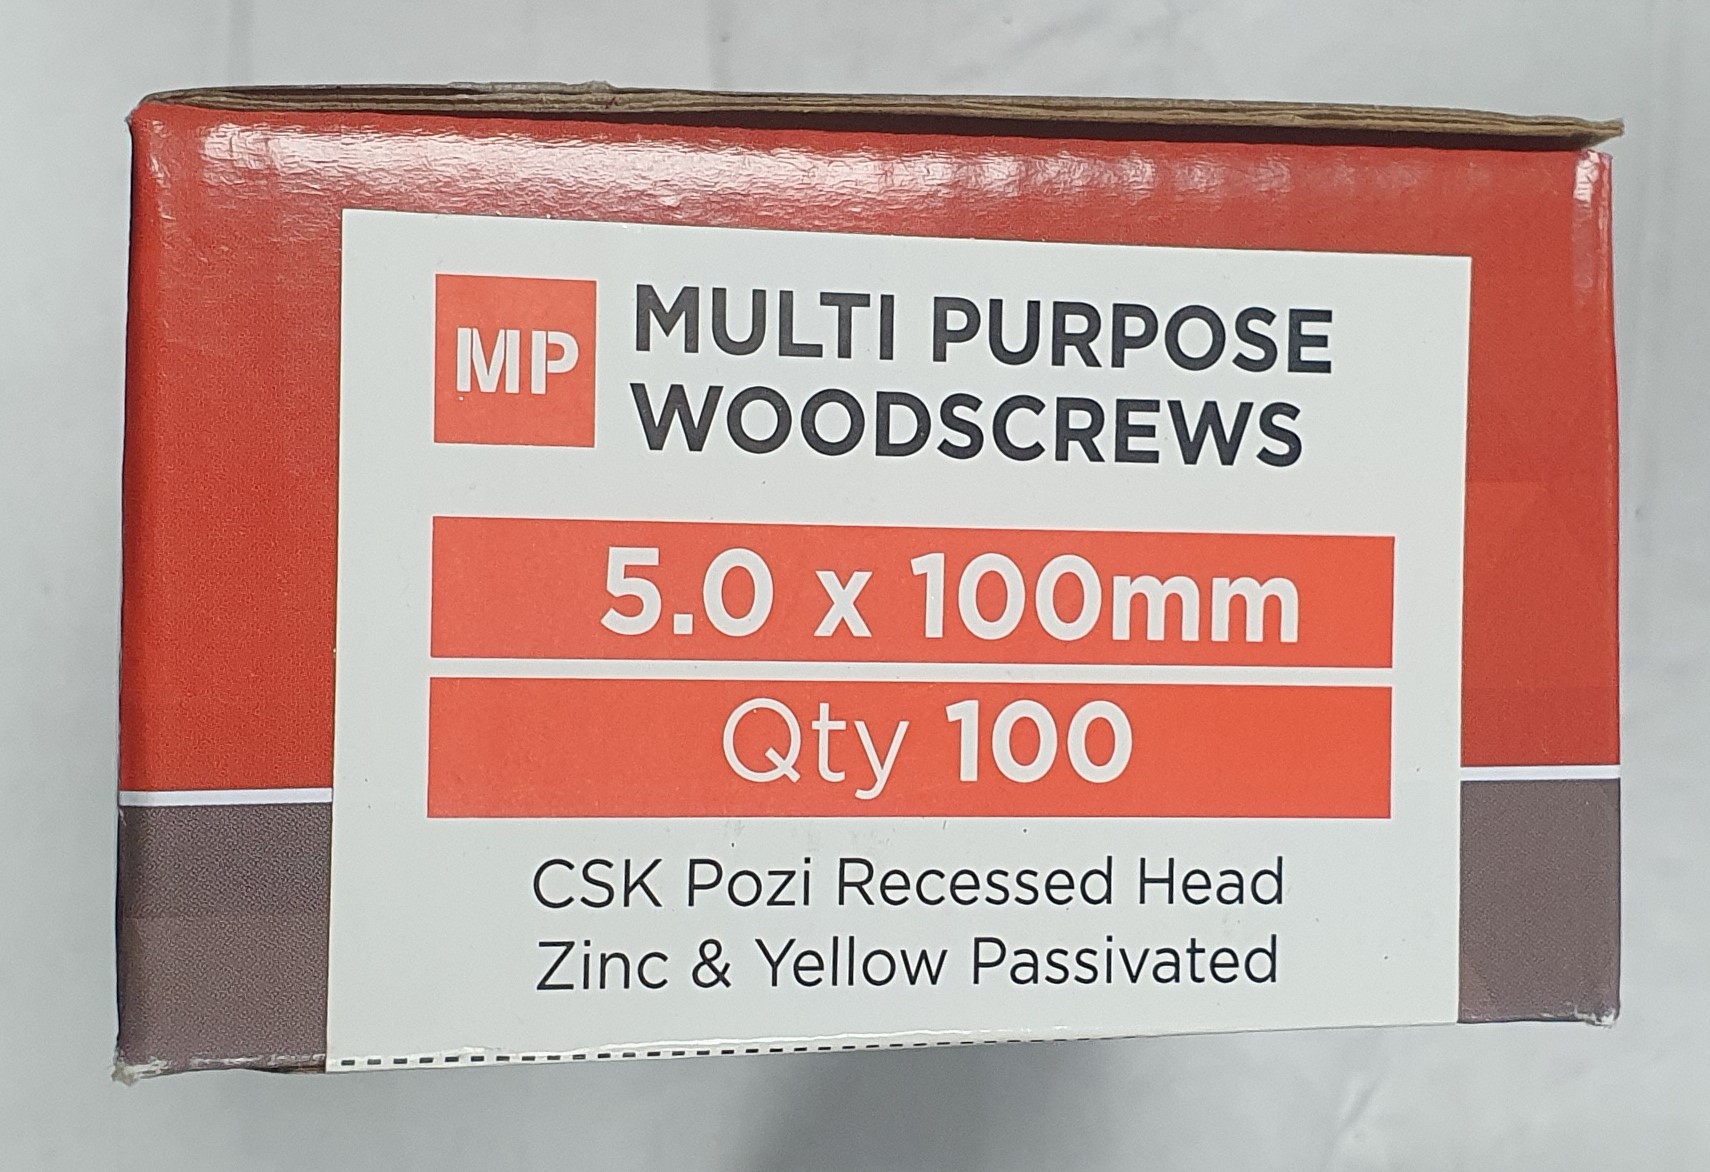 MP
MULTI PURPOSE
WOODSCREWS
5.0 x 100mm
Qty 100
CSK Pozi Recessed Head
Zinc & Yellow Passivated